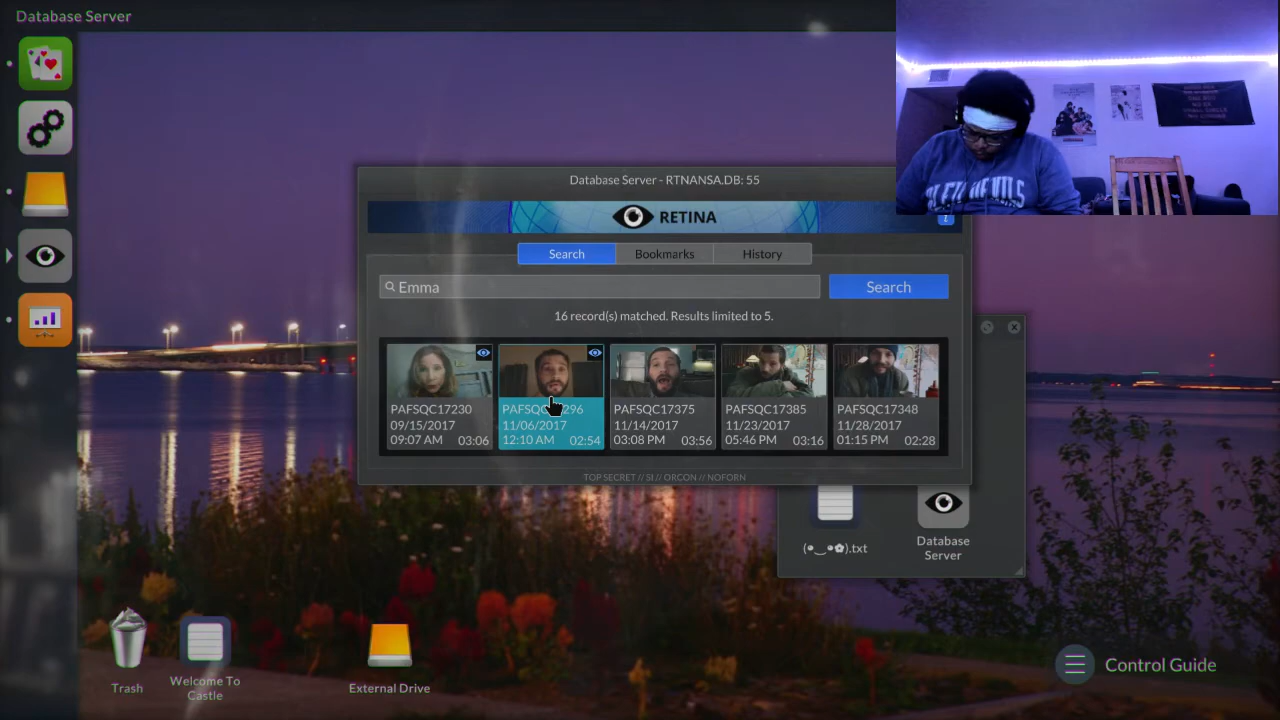 Database Server
Database Server - RTNANSA.DB: 55
RETINA
Search
Bookmarks
History
Emma
Search
16 record(s) matched. Results limited to 5.
PAFSQC17230
09/15/2017
09:07 AM 03:06
11/06/2017
12:10 AM 02:54
PAFSQC17375
11/14/2017
03:08 PM 03:56
PAFSQC17385
11/23/2017
05:46 PM 03:16
PAFSQC17348
11/28/2017
01:15 PM 02:28
TOP SECRET // SI // ORCON // NOFORN
(•‿•✿).txt
Database
Server
Trash
Welcome To
Castle
External Drive
Control Guide